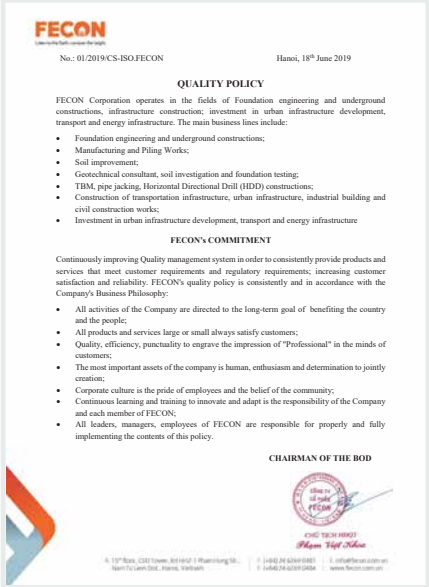 FECON
No.: 01/2019/CS-ISO.FECON
Hanoi, 18th June 2019
QUALITY POLICY
FECON Corporation operates in the fields of Foundation engineering and underground
constructions, infrastructure construction; investment in urban infrastructure development,
transport and energy infrastructure. The main business lines include:
• Foundation engineering and underground constructions;
• Manufacturing and Piling Works;
• Soil improvement;
• Geotechnical consultant, soil investigation and foundation testing;
• TBM, pipe jacking, Horizontal Directional Drill (HDD) constructions;
• Construction of transportation infrastructure, urban infrastructure, industrial building and
civil construction works;
• Investment in urban infrastructure development, transport and energy infrastructure
FECON's COMMITMENT
Continuously improving Quality management system in order to consistently provide products and
services that meet customer requirements and regulatory requirements; increasing customer
satisfaction and reliability. FECON's quality policy is consistently and in accordance with the
Company's Business Philosophy:
• All activities of the Company are directed to the long-term goal of benefiting the country
and the people;
• All products and services large or small always satisfy customers;
• Quality, efficiency, punctuality to engrave the impression of "Professional" in the minds of
customers;
• The most important assets of the company is human, enthusiasm and determination to jointly
creation;
• Corporate culture is the pride of employees and the belief of the community;
• Continuous learning and training to innovate and adapt is the responsibility of the Company
and each member of FECON;
• All leaders, managers, employees of FECON are responsible for properly and fully
implementing the contents of this policy.
CHAIRMAN OF THE BOD
CÔNG TY
CỔ PHẦN
FECON
CHỦ TỊCH HĐQT
Phạm Việt Khoa